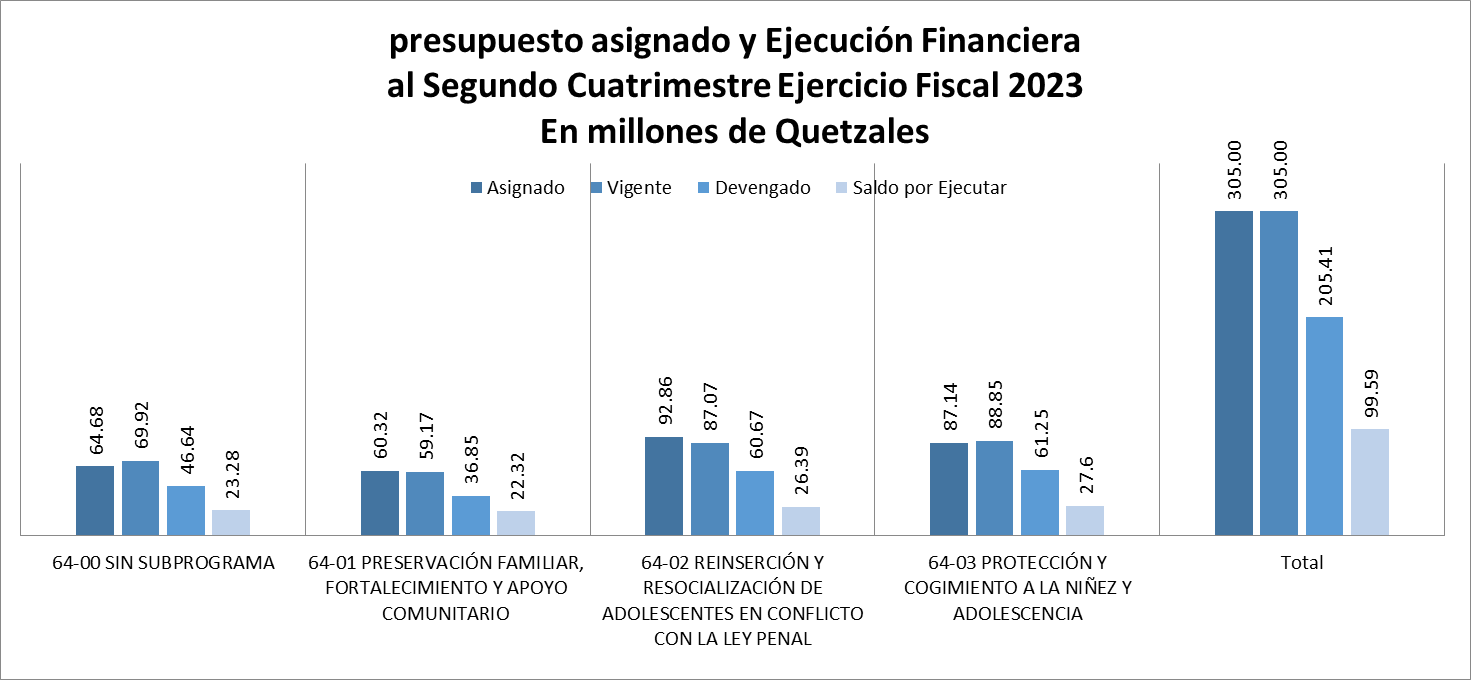 presupuesto asignado y Ejecución Financiera
al Segundo Cuatrimestre Ejercicio Fiscal 2023
En millones de Quetzales
Asignado Vigente Devengado Saldo por Ejecutar
64.68 69.92 46.64 23.28
60.32 59.17 36.85 22.32
92.86 87.07 60.67 26.39
87.14 88.85 61.25 27.6
305.00 305.00 205.41 99.59
64-00 SIN SUBPROGRAMA
64-01 PRESERVACIÓN FAMILIAR,
FORTALECIMIENTO Y APOYO
COMUNITARIO
64-02 REINSERCIÓN Y
RESOCIALIZACIÓN DE
ADOLESCENTES EN CONFLICTO
CON LA LEY PENAL
64-03 PROTECCIÓN Y
COGIMIENTO A LA NIÑEZ Y
ADOLESCENCIA
Total